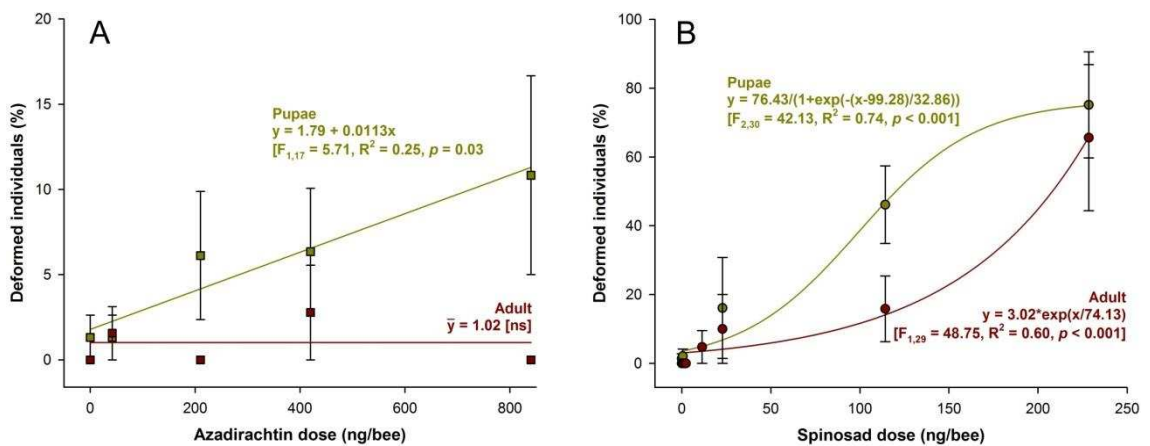 A
Deformed individuals (%)
20
15
10
5
0
Pupae
y = 1.79 + 0.0113x
[F1,17 = 5.71, R2 = 0.25, p = 0.03
Adult
y̅ = 1.02 [ns]
0 200 400 600 800
Azadirachtin dose (ng/bee)
B
Deformed individuals (%)
100
80
60
40
20
0
Pupae
y = 76.43/(1+exp(-(x-99.28)/32.86))
[F2,30 = 42.13, R2 = 0.74, p < 0.001]
Adult
y = 3.02*exp(x/74.13)
[F1,29 = 48.75, R2 = 0.60, p < 0.001]
0 50 100 150 200 250
Spinosad dose (ng/bee)